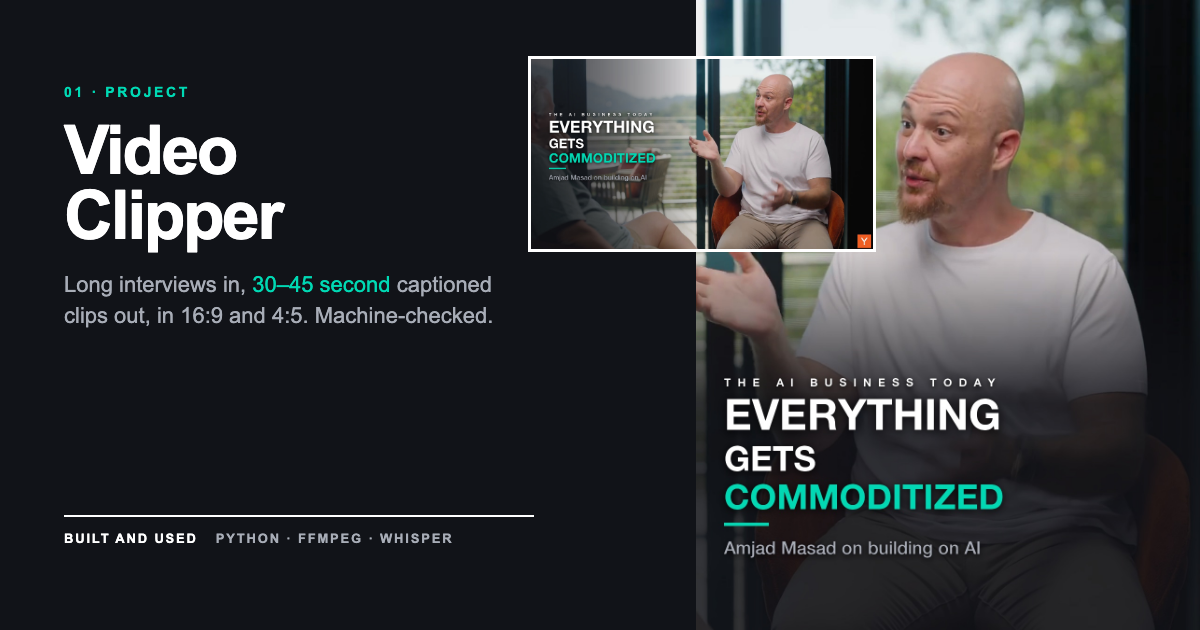 01 · PROJECT
Video
Clipper
Long interviews in, 30–45 second captioned
clips out, in 16:9 and 4:5. Machine-checked.
BUILT AND USED PYTHON · FFMPEG · WHISPER
THE AI BUSINESS TODAY
EVERYTHING
GETS
COMMODITIZED
Amjad Masad on building on AI
Y
THE AI BUSINESS TODAY
EVERYTHING
GETS
COMMODITIZED
Amjad Masad on building on AI